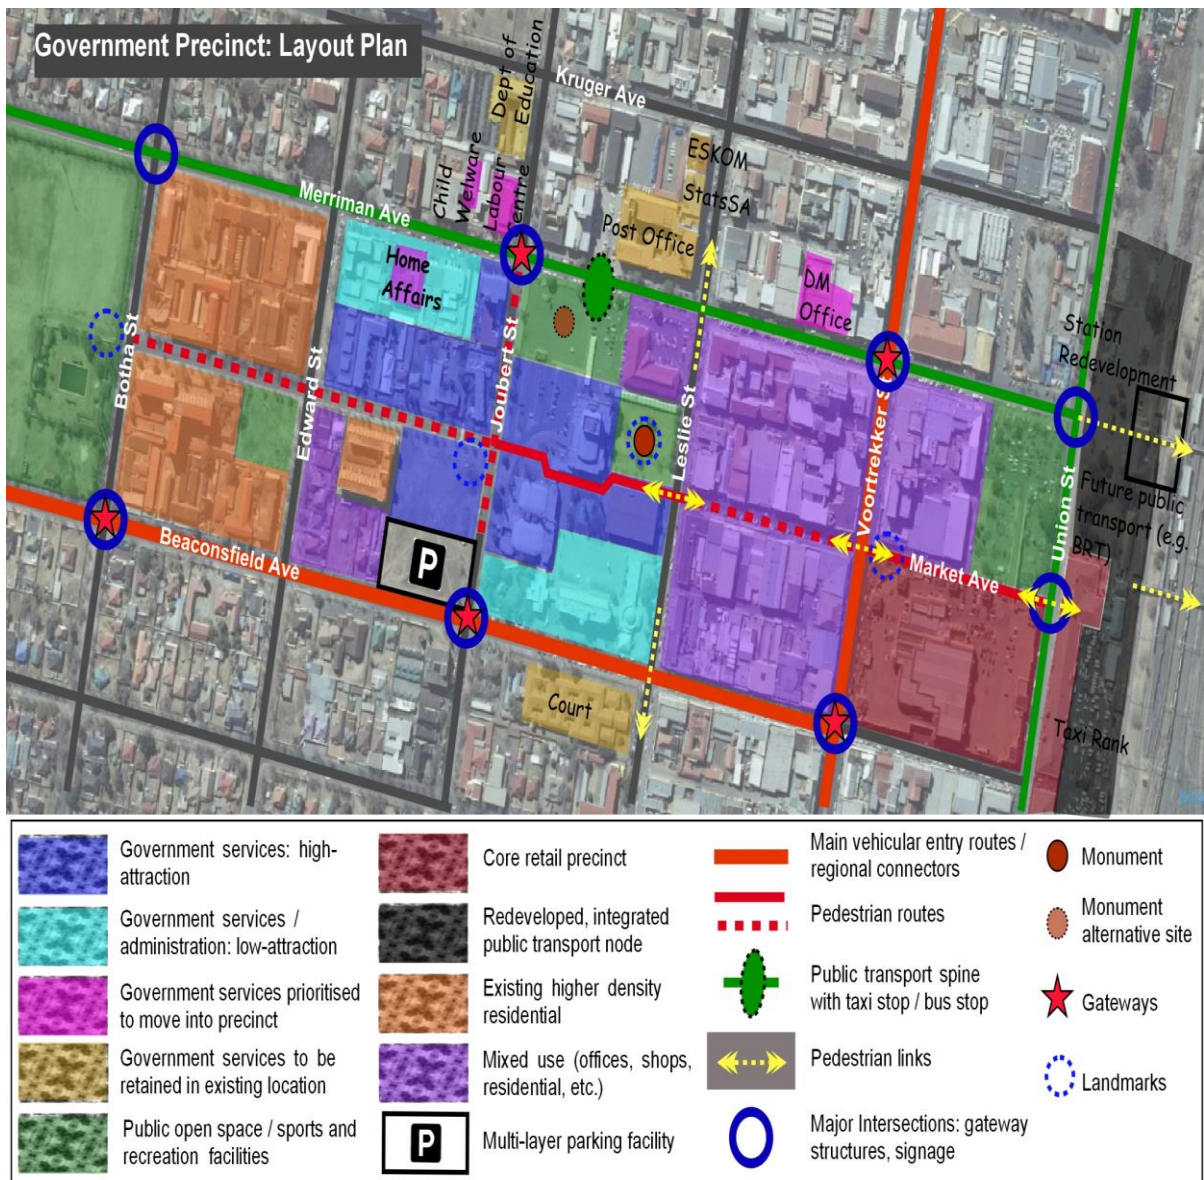 Government Precinct: Layout Plan
Kruger Ave
Dept of
Education
Child
Welware
Labour
Centre
ESKOM
StatsSA
Post Office
Merriman Ave
Home
Affairs
DM
Office
Station
Redevelopment
Botha St
Edward St
Joubert St
Leslie St
Voortrekker S
Union St
Future public
transport (e.g.
BRT)
Market Ave
Beaconsfield Ave
P
Court
Taxi Rank
Government services: high-
attraction
Government services /
administration: low-attraction
Government services prioritised
to move into precinct
Government services to be
retained in existing location
Public open space / sports and
recreation facilities
Core retail precinct
Redeveloped, integrated
public transport node
Existing higher density
residential
Mixed use (offices, shops,
residential, etc.)
P
Multi-layer parking facility
Main vehicular entry routes /
regional connectors
Pedestrian routes
Public transport spine
with taxi stop / bus stop
Pedestrian links
Major Intersections: gateway
structures, signage
Monument
Monument
alternative site
Gateways
Landmarks